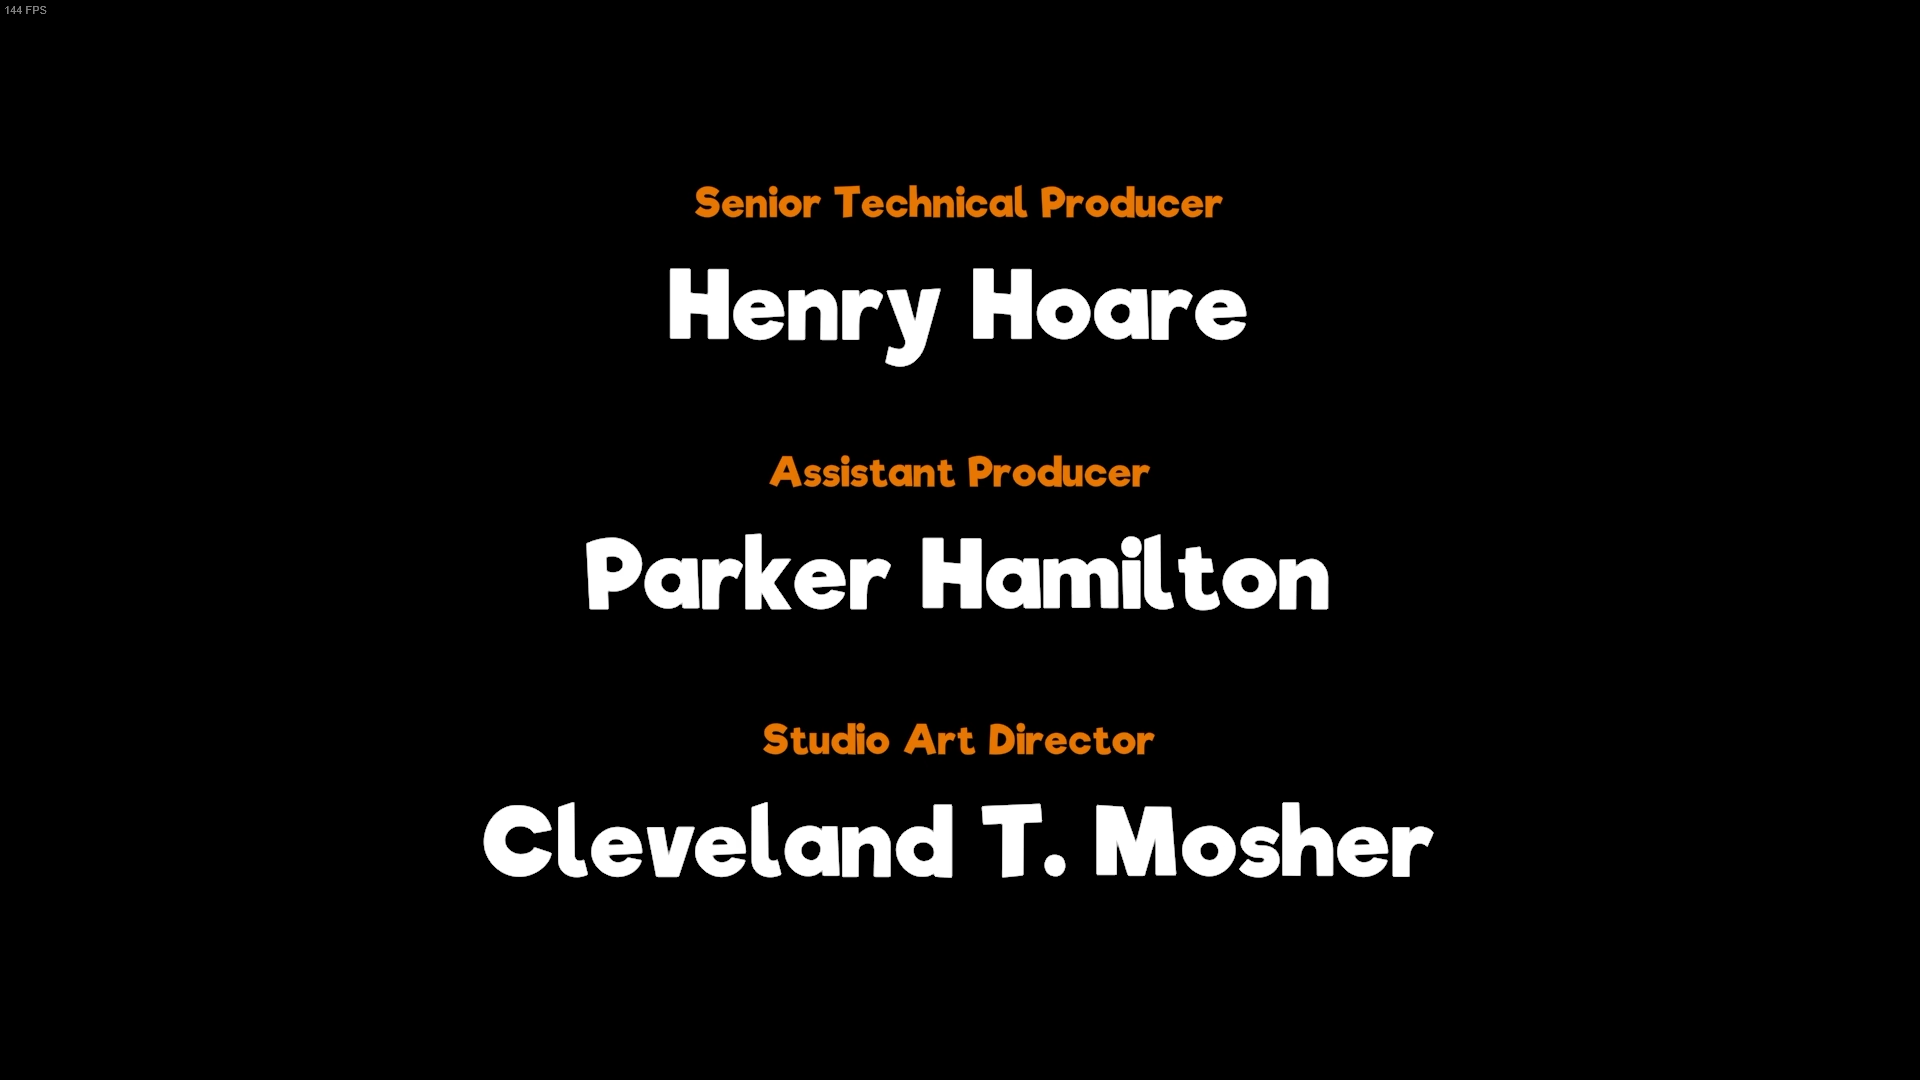 144 FPS
Senior Technical Producer
Henry Hoare
Assistant Producer
Parker Hamilton
Studio Art Director
Cleveland T. Mosher